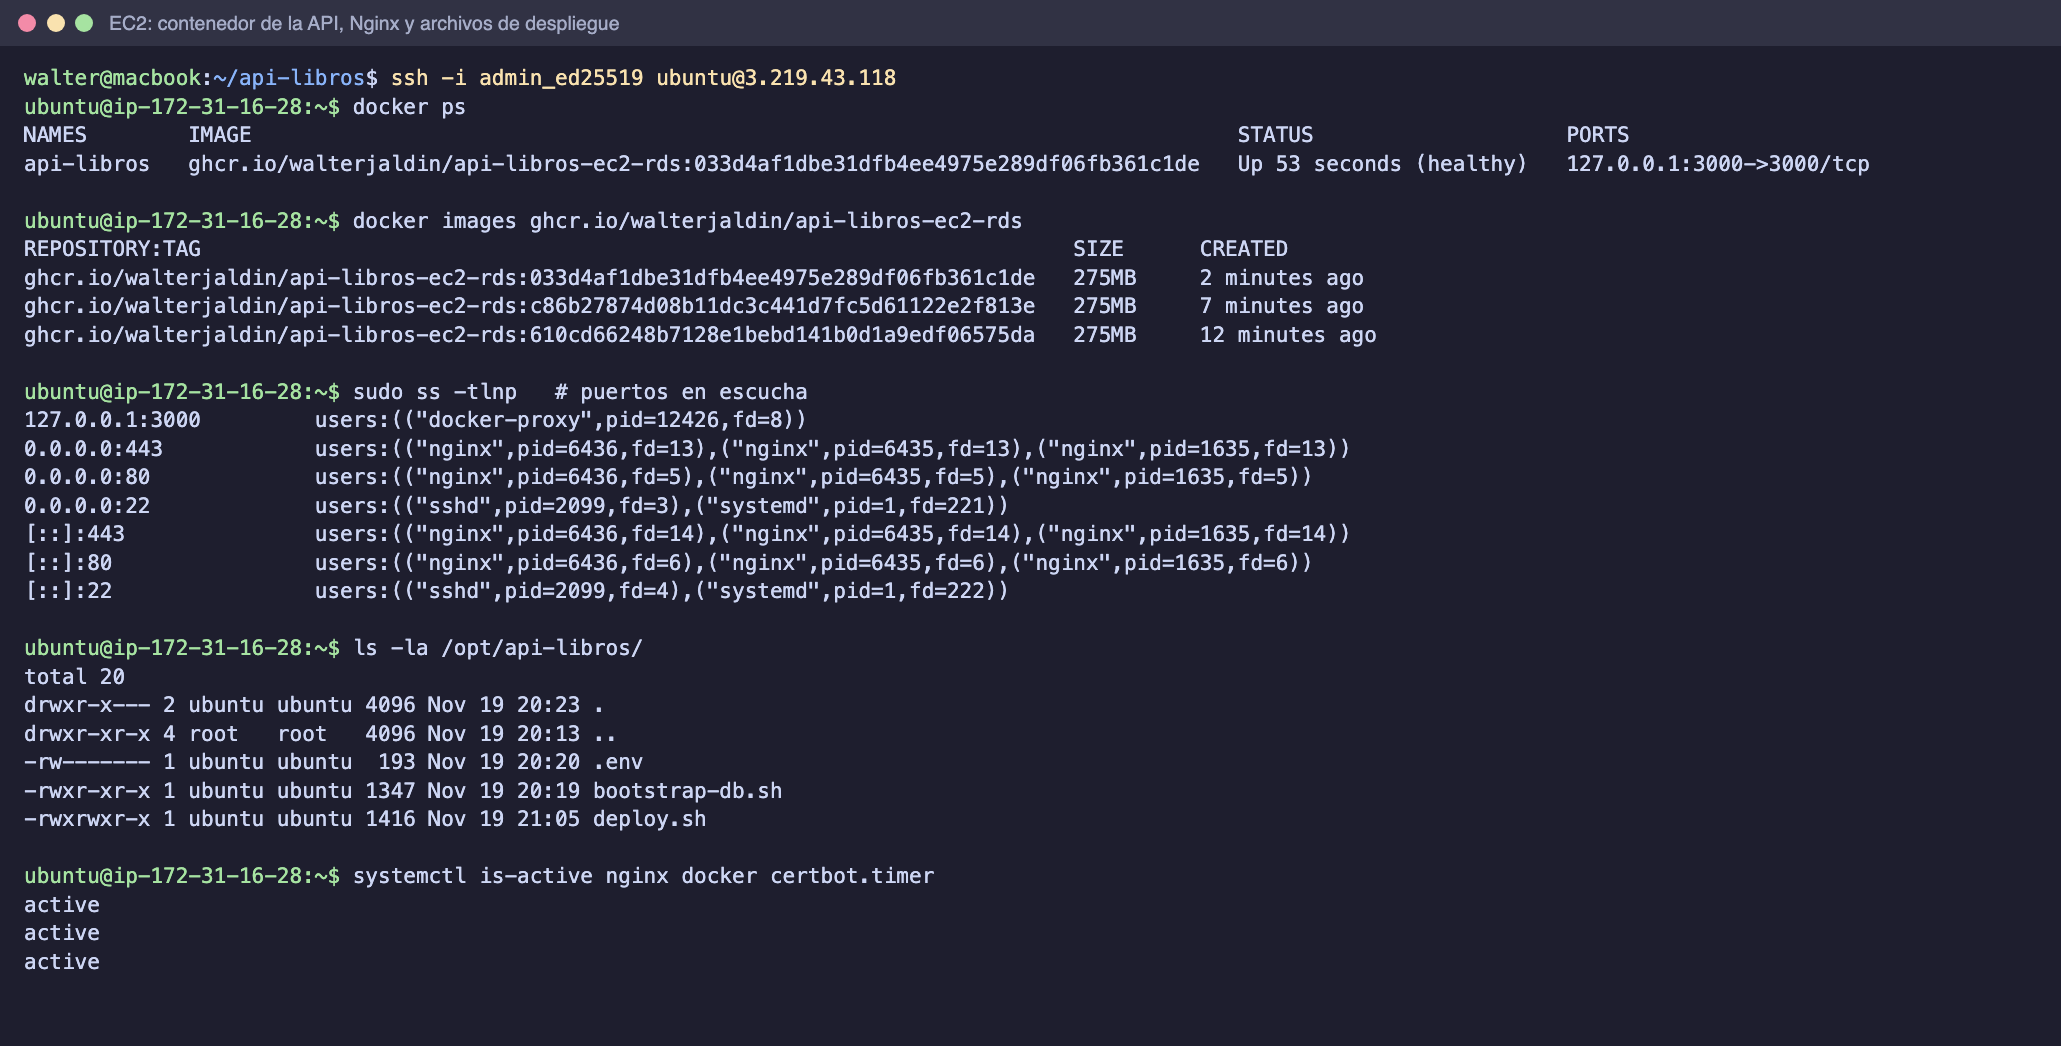 EC2: contenedor de la API, Nginx y archivos de despliegue
walter@macbook:~/api-libros$ ssh -i admin_ed25519 ubuntu@3.219.43.118
ubuntu@ip-172-31-16-28:~$ docker ps
NAMES        IMAGE                                                                              STATUS                    PORTS
api-libros   ghcr.io/walterjaldin/api-libros-ec2-rds:033d4af1dbe31dfb4ee4975e289df06fb361c1de   Up 53 seconds (healthy)   127.0.0.1:3000->3000/tcp
ubuntu@ip-172-31-16-28:~$ docker images ghcr.io/walterjaldin/api-libros-ec2-rds
REPOSITORY:TAG                                                                     SIZE      CREATED
ghcr.io/walterjaldin/api-libros-ec2-rds:033d4af1dbe31dfb4ee4975e289df06fb361c1de   275MB     2 minutes ago
ghcr.io/walterjaldin/api-libros-ec2-rds:c86b27874d08b11dc3c441d7fc5d61122e2f813e   275MB     7 minutes ago
ghcr.io/walterjaldin/api-libros-ec2-rds:610cd66248b7128e1bebd141b0d1a9edf06575da   275MB     12 minutes ago
ubuntu@ip-172-31-16-28:~$ sudo ss -tlnp   # puertos en escucha
127.0.0.1:3000         users:(("docker-proxy",pid=12426,fd=8))
0.0.0.0:443            users:(("nginx",pid=6436,fd=13),("nginx",pid=6435,fd=13),("nginx",pid=1635,fd=13))
0.0.0.0:80             users:(("nginx",pid=6436,fd=5),("nginx",pid=6435,fd=5),("nginx",pid=1635,fd=5))
0.0.0.0:22             users:(("sshd",pid=2099,fd=3),("systemd",pid=1,fd=221))
[::]:443               users:(("nginx",pid=6436,fd=14),("nginx",pid=6435,fd=14),("nginx",pid=1635,fd=14))
[::]:80                users:(("nginx",pid=6436,fd=6),("nginx",pid=6435,fd=6),("nginx",pid=1635,fd=6))
[::]:22                users:(("sshd",pid=2099,fd=4),("systemd",pid=1,fd=222))
ubuntu@ip-172-31-16-28:~$ ls -la /opt/api-libros/
total 20
drwxr-x--- 2 ubuntu ubuntu 4096 Nov 19 20:23 .
drwxr-xr-x 4 root   root   4096 Nov 19 20:13 ..
-rw------- 1 ubuntu ubuntu  193 Nov 19 20:20 .env
-rwxr-xr-x 1 ubuntu ubuntu 1347 Nov 19 20:19 bootstrap-db.sh
-rwxrwxr-x 1 ubuntu ubuntu 1416 Nov 19 21:05 deploy.sh
ubuntu@ip-172-31-16-28:~$ systemctl is-active nginx docker certbot.timer
active
active
active